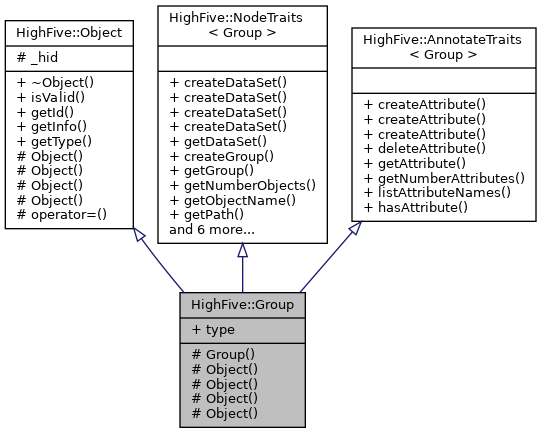 HighFive::Object
# _hid
+ ~Object()
+ isValid()
+ getId()
+ getInfo()
+ getType()
# Object()
# Object()
# Object()
# Object()
# operator=()
HighFive::NodeTraits
< Group >
+ createDataSet()
+ createDataSet()
+ createDataSet()
+ createDataSet()
+ getDataSet()
+ createGroup()
+ getGroup()
+ getNumberObjects()
+ getObjectName()
+ getPath()
and 6 more...
HighFive::AnnotateTraits
< Group >
+ createAttribute()
+ createAttribute()
+ createAttribute()
+ deleteAttribute()
+ getAttribute()
+ getNumberAttributes()
+ listAttributeNames()
+ hasAttribute()
HighFive::Group
+ type
# Group()
# Object()
# Object()
# Object()
# Object()